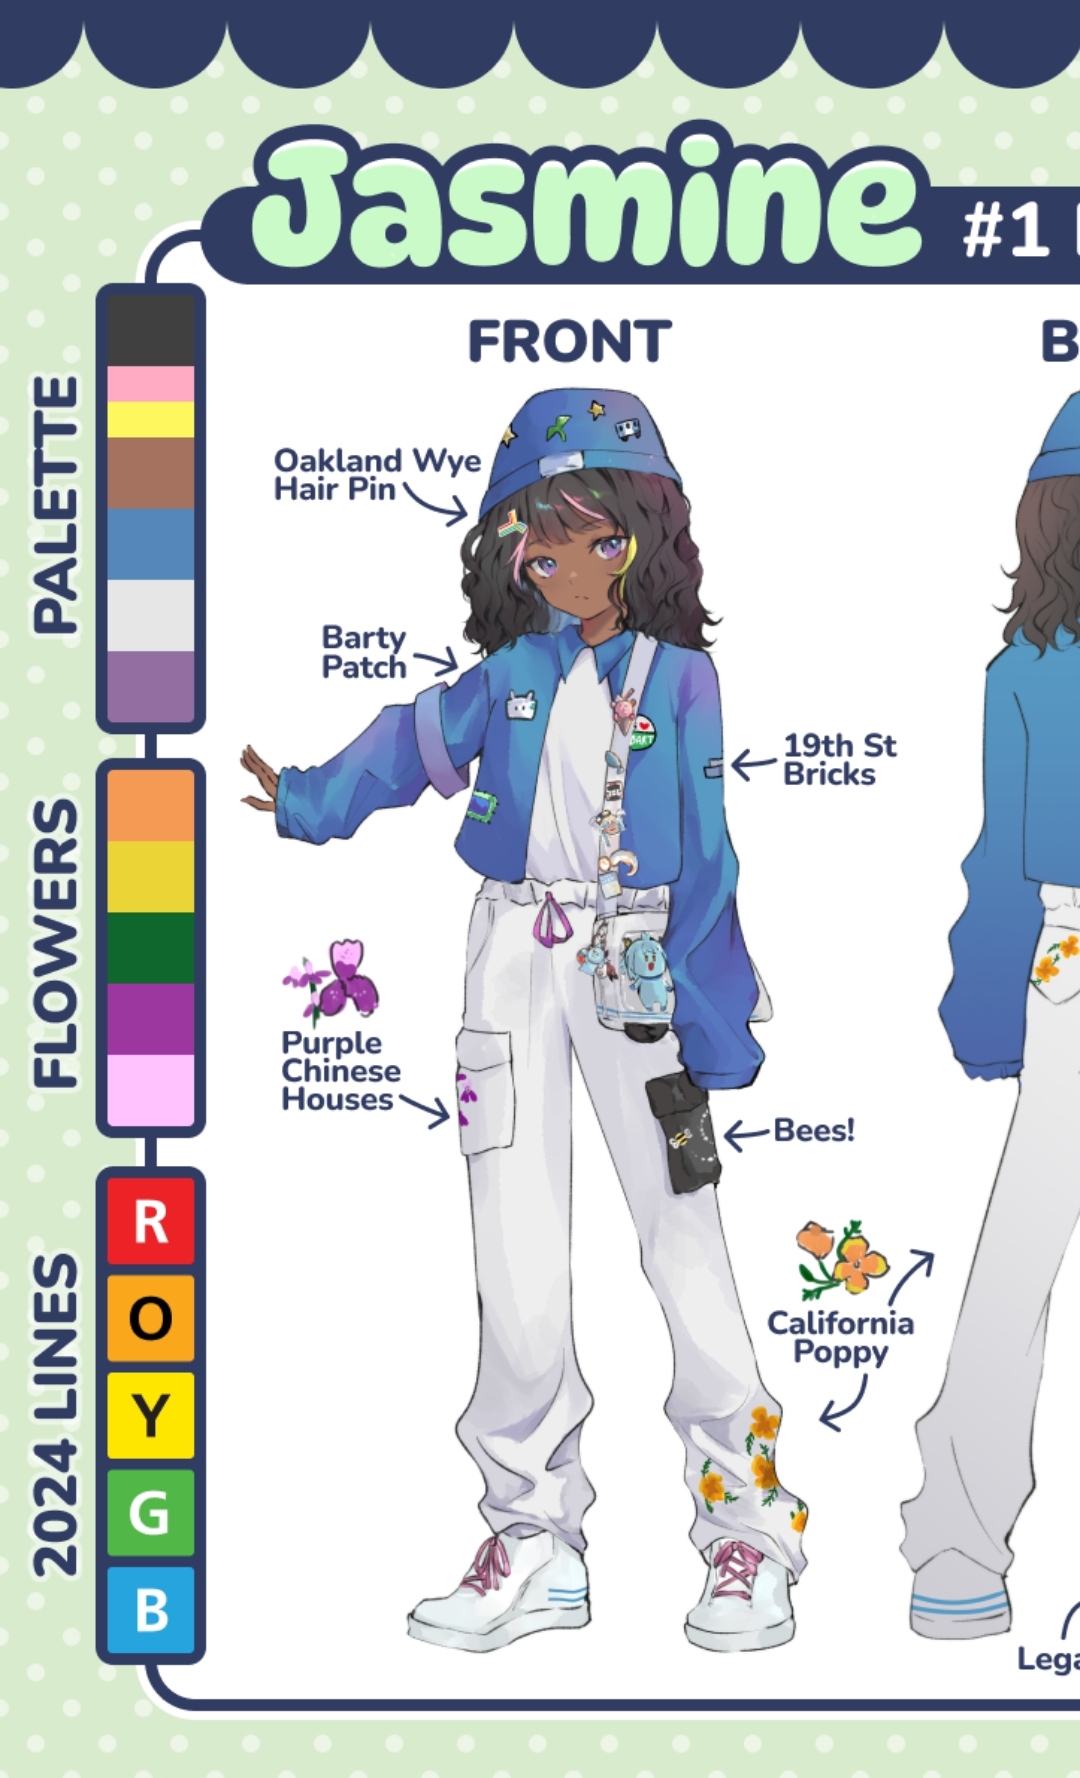 Jasmine
#1
FRONT
PALETTE
Oakland Wye
Hair Pin
Barty
Patch
BART
19th St
Bricks
FLOWERS
Purple
Chinese
Houses
Bees!
California
Poppy
2024 LINES
R
O
Y
G
B